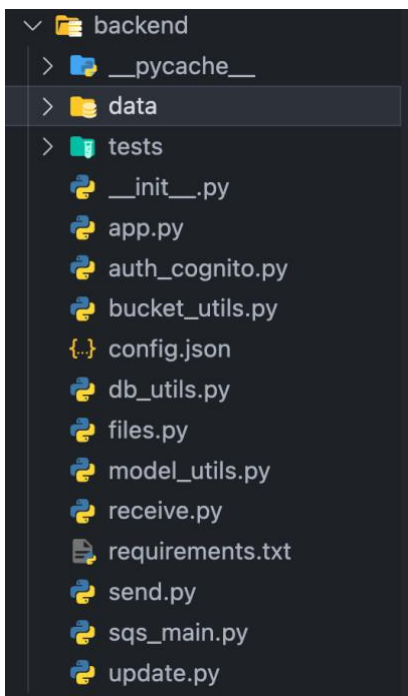 backend
__pycache__
data
tests
__init__.py
app.py
auth_cognito.py
bucket_utils.py
{..} config.json
db_utils.py
files.py
model_utils.py
receive.py
requirements.txt
send.py
sqs_main.py
update.py